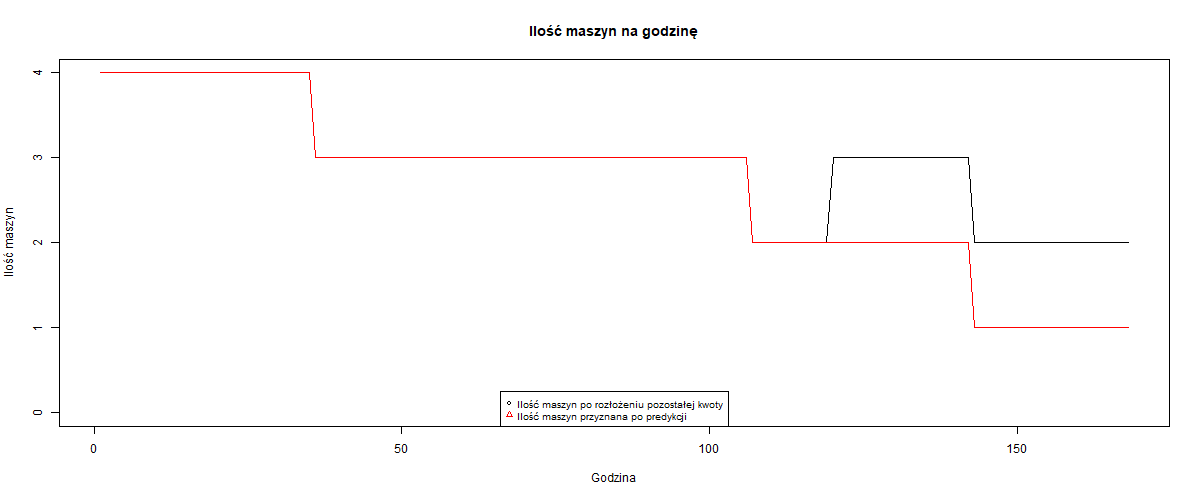 Ilość maszyn na godzinę
Ilość maszyn
4
3
2
1
0
Ilość maszyn po rozłożeniu pozostałej kwoty
Ilość maszyn przyznana po predykcji
0 50 100 150
Godzina